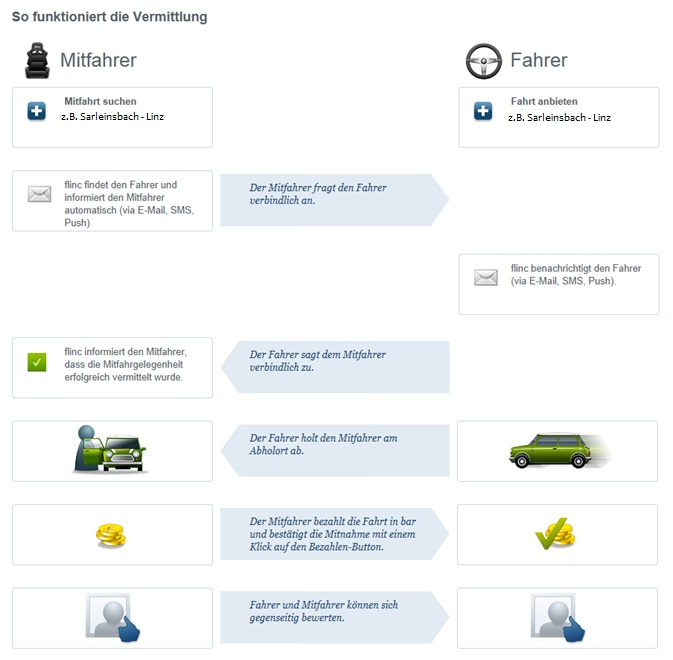 So funktioniert die Vermittlung
Mitfahrer
Fahrer
Mitfahrt suchen
z.B. Sarleinsbach - Linz
Fahrt anbieten
z.B. Sarleinsbach - Linz
flinc findet den Fahrer und
informiert den Mitfahrer
automatisch (via E-Mail, SMS,
Push)
Der Mitfahrer fragt den Fahrer
verbindlich an.
flinc benachrichtigt den Fahrer
(via E-Mail, SMS, Push).
flinc informiert den Mitfahrer,
dass die Mitfahrgelegenheit
erfolgreich vermittelt wurde.
Der Fahrer sagt dem Mitfahrer
verbindlich zu.
Der Fahrer holt den Mitfahrer am
Abholort ab.
Der Mitfahrer bezahlt die Fahrt in bar
und bestätigt die Mitnahme mit einem
Klick auf den Bezahlen-Button.
Fahrer und Mitfahrer können sich
gegenseitig bewerten.